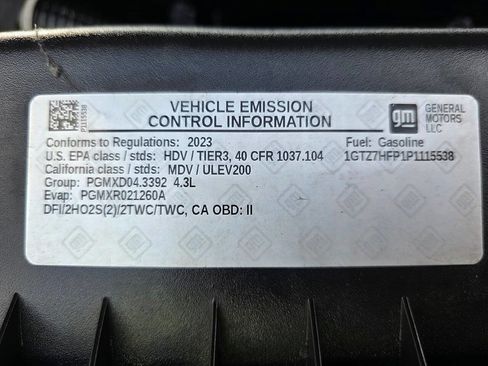 P1115538
VEHICLE EMISSION
CONTROL INFORMATION
gm
GENERAL
MOTORS
LLC
Conforms to Regulations: 2023
Fuel: Gasoline
U.S. EPA class / stds: HDV / TIER3, 40 CFR 1037.104
1GTZ7HFP1P1115538
California class / stds: MDV / ULEV200
Group: PGMXD04.3392 4.3L
Evap: PGMXR021260A
DFI/2HO2S(2)/2TWC/TWC, CA OBD: II